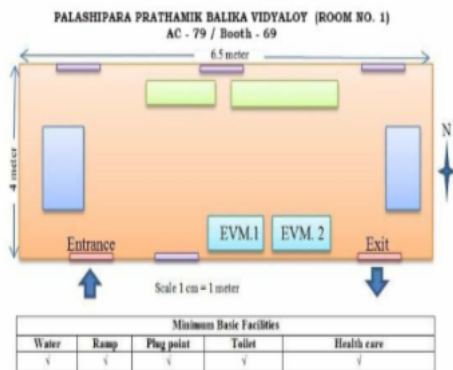 PALASHIPARA PRATHAMIK BALIKA VIDYALOY (ROOM NO. 1)
AC - 79 / Booth - 69
6.5 meter
N
4 meter
EVM.1 EVM. 2
Entrance Exit
Scale 1 cm = 1 meter
Minimum Basic Facilities
Water Ramp Plug point Toilet Health care
√ √ √ √ √